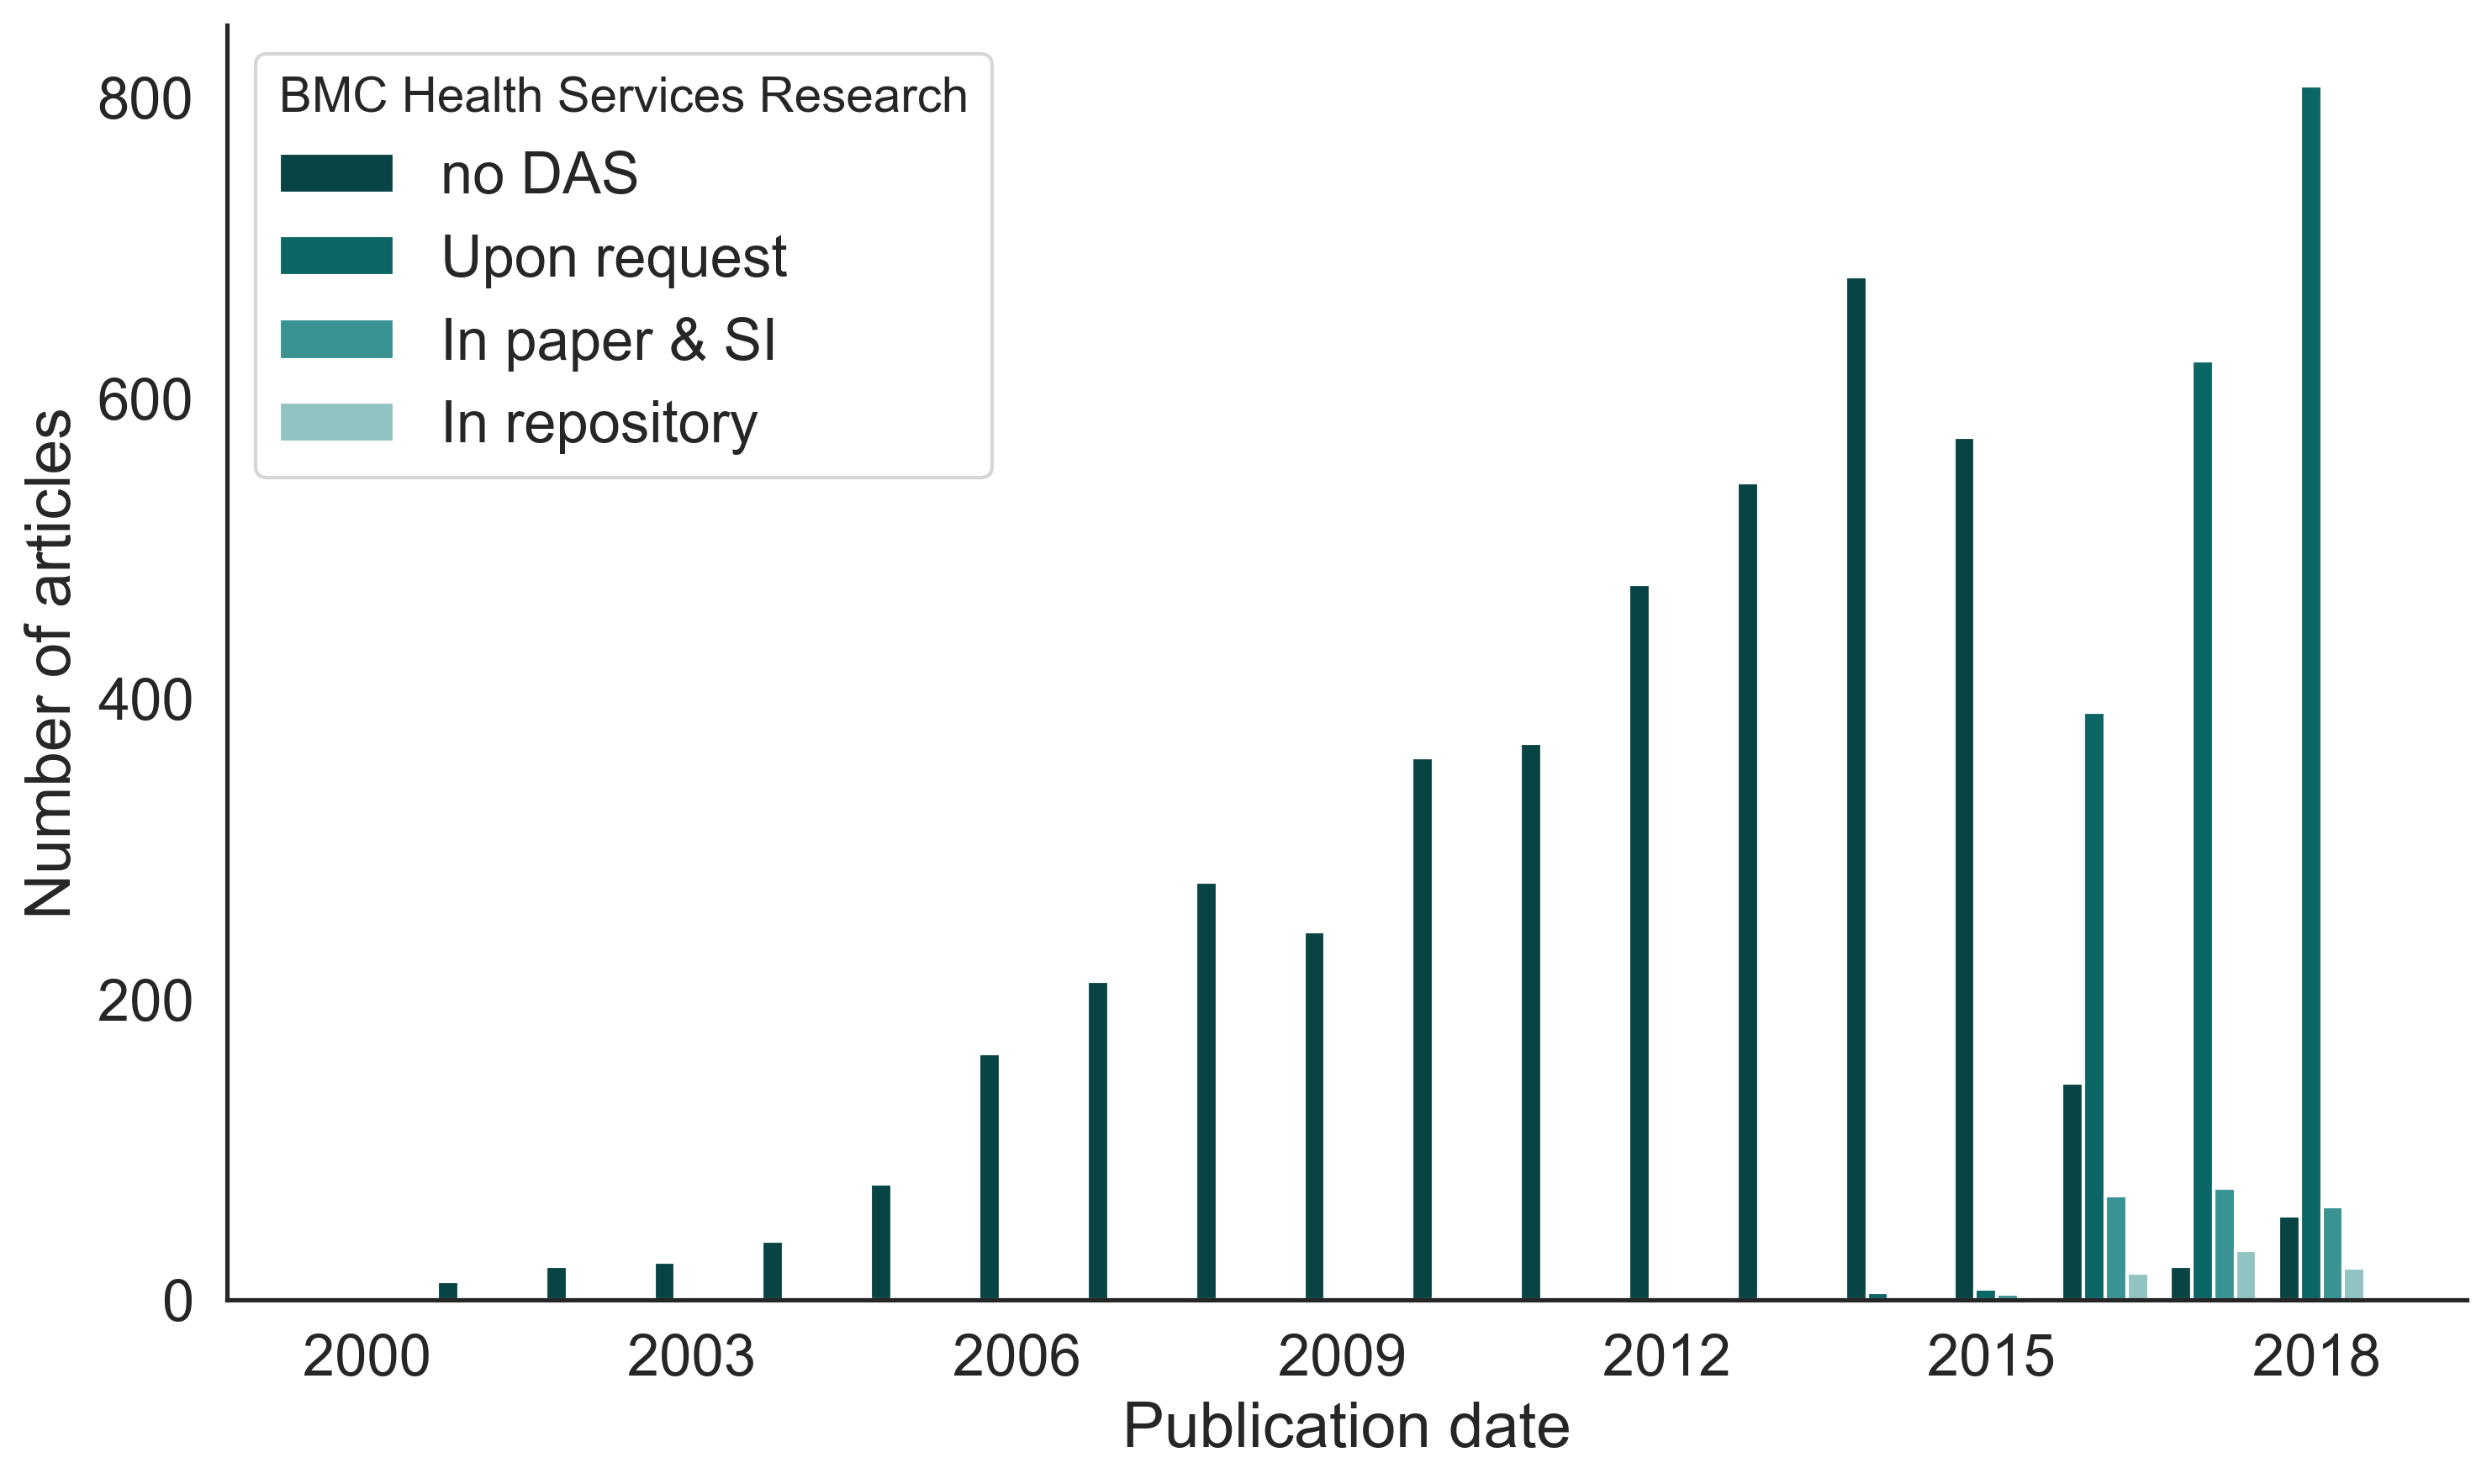 BMC Health Services Research
no DAS
Upon request
In paper & SI
In repository
Number of articles
800
600
400
200
0
2000 2003 2006 2009 2012 2015 2018
Publication date